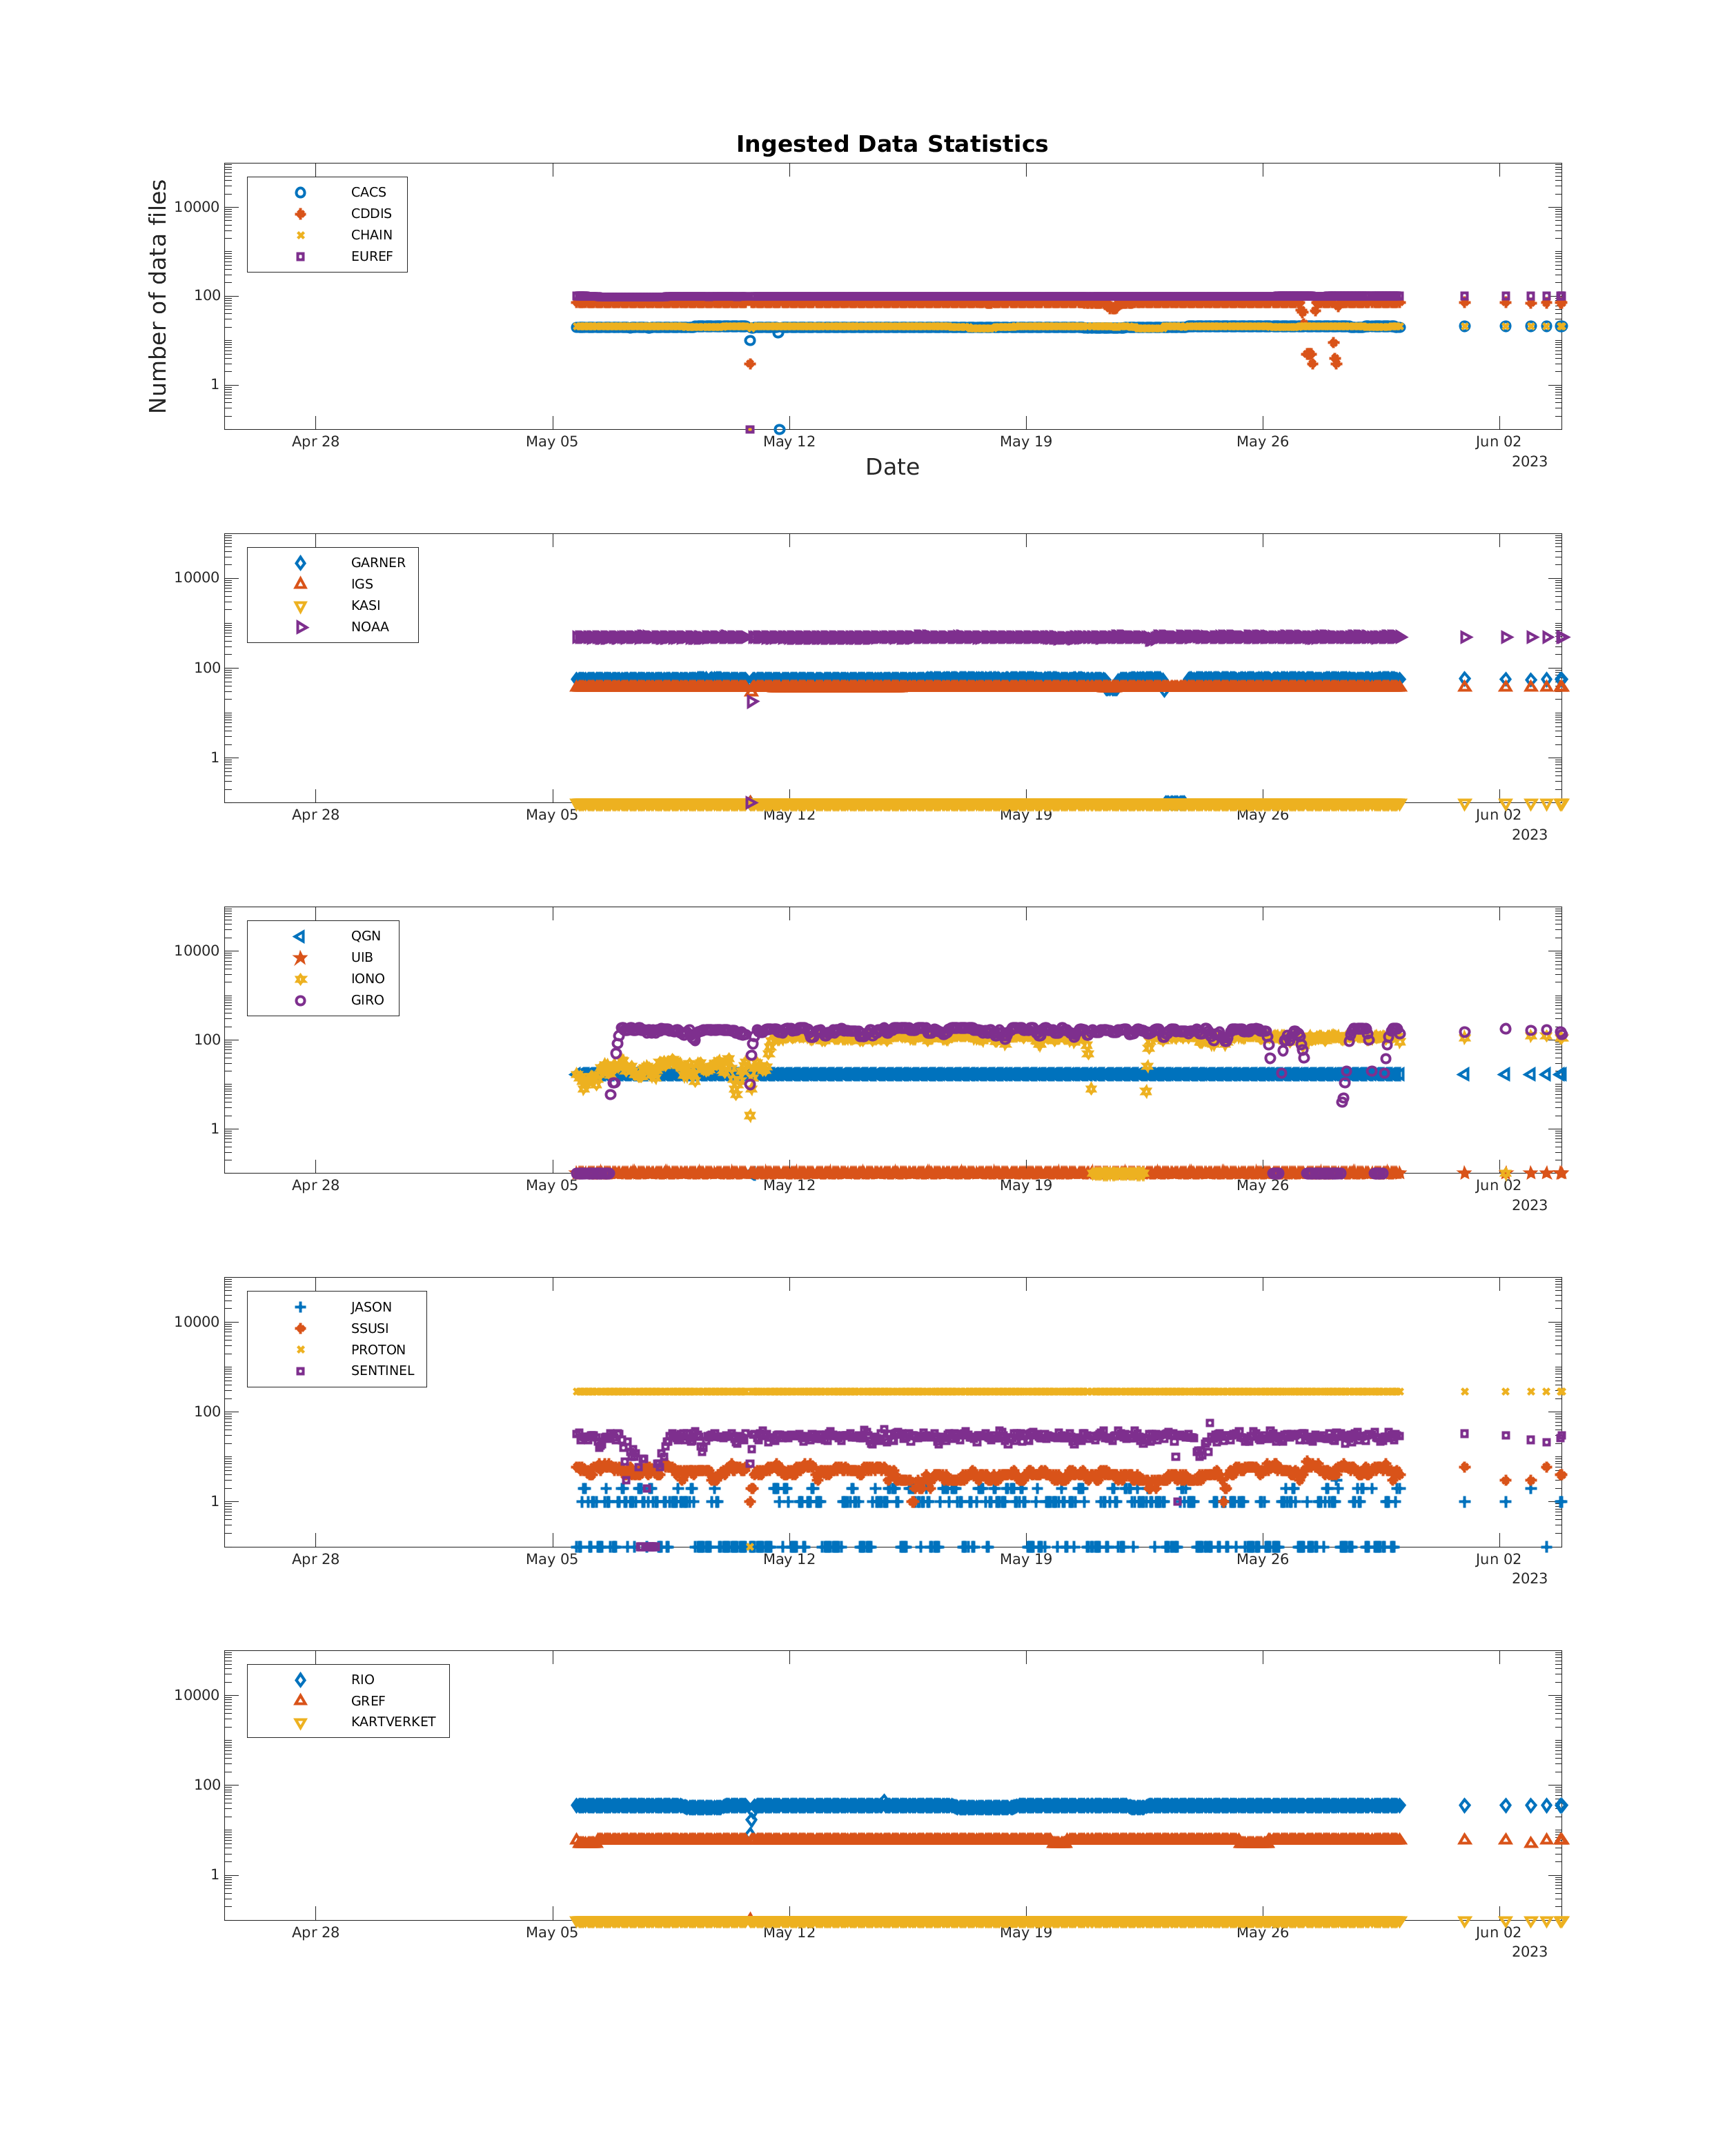 Ingested Data Statistics
Number of data files
CACS
CDDIS
CHAIN
EUREF
10000
100
1
Apr 28 May 05 May 12 May 19 May 26 Jun 02
2023
Date
GARNER
IGS
KASI
NOAA
10000
100
1
Apr 28 May 05 May 12 May 19 May 26 Jun 02
2023
QGN
UIB
IONO
GIRO
10000
100
1
Apr 28 May 05 May 12 May 19 May 26 Jun 02
2023
JASON
SSUSI
PROTON
SENTINEL
10000
100
1
Apr 28 May 05 May 12 May 19 May 26 Jun 02
2023
RIO
GREF
KARTVERKET
10000
100
1
Apr 28 May 05 May 12 May 19 May 26 Jun 02
2023